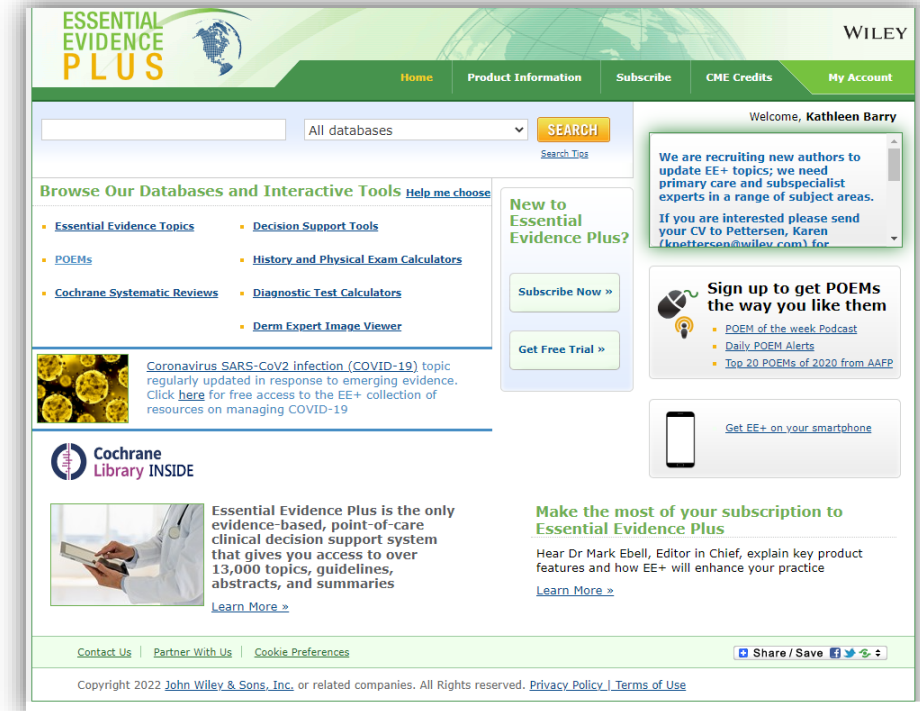 ESSENTIAL
EVIDENCE
PLUS
WILEY
Home
Product Information
Subscribe
CME Credits
My Account
All databases
SEARCH
Search Tips
Welcome, Kathleen Barry
We are recruiting new authors to
update EE+ topics; we need
primary care and subspecialist
experts in a range of subject areas.
If you are interested please send
your CV to Pettersen, Karen
(kpettersen@wiley.com) for
Browse Our Databases and Interactive Tools Help me choose
Essential Evidence Topics
POEMs
Cochrane Systematic Reviews
Decision Support Tools
History and Physical Exam Calculators
Diagnostic Test Calculators
Derm Expert Image Viewer
New to
Essential
Evidence Plus?
Subscribe Now »
Get Free Trial »
Sign up to get POEMs
the way you like them
POEM of the week Podcast
Daily POEM Alerts
Top 20 POEMs of 2020 from AAFP
Coronavirus SARS-CoV2 infection (COVID-19) topic
regularly updated in response to emerging evidence.
Click here for free access to the EE+ collection of
resources on managing COVID-19
Get EE+ on your smartphone
Cochrane
Library INSIDE
Essential Evidence Plus is the only
evidence-based, point-of-care
clinical decision support system
that gives you access to over
13,000 topics, guidelines,
abstracts, and summaries
Learn More »
Make the most of your subscription to
Essential Evidence Plus
Hear Dr Mark Ebell, Editor in Chief, explain key product
features and how EE+ will enhance your practice
Learn More »
Contact Us | Partner With Us | Cookie Preferences
Share / Save
Copyright 2022 John Wiley & Sons, Inc. or related companies. All Rights reserved. Privacy Policy | Terms of Use